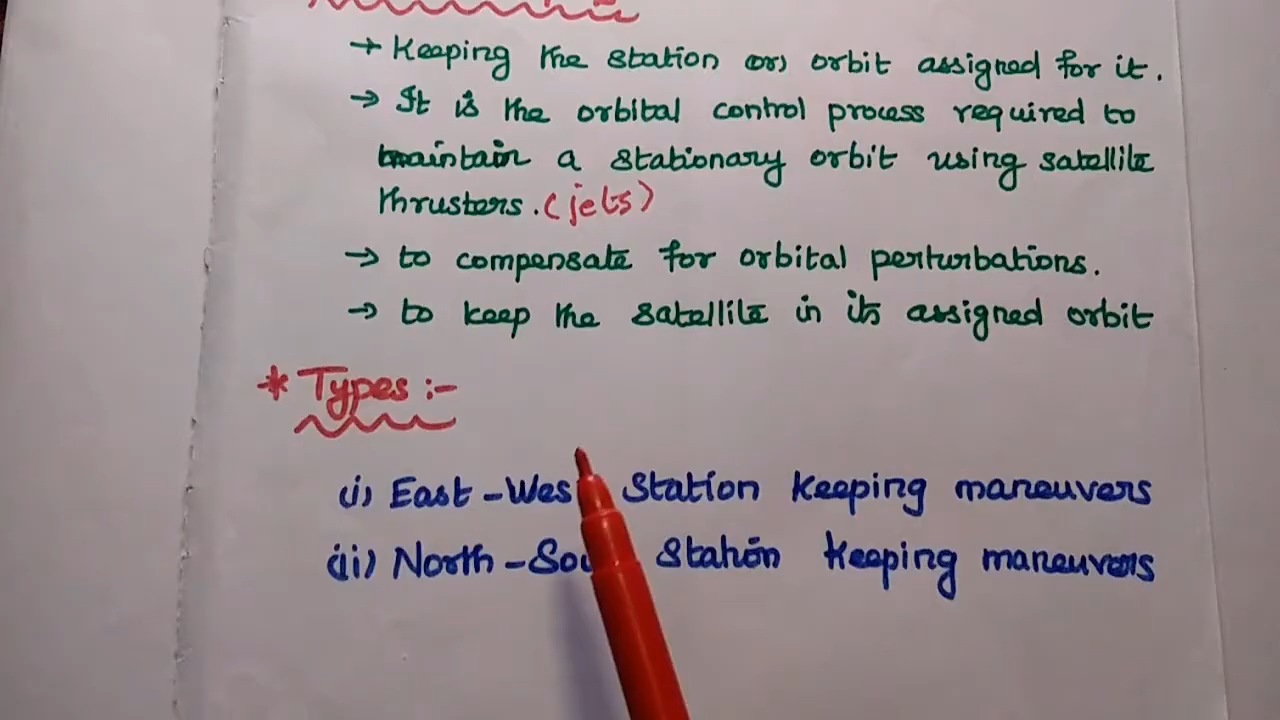 → Keeping the station (or) orbit assigned for it.
→ It is the orbital control process required to
maintain a stationary orbit using satellite
thrusters. (jets)
→ to compensate for orbital perturbations.
→ to keep the satellite in its assigned orbit
* Types :-
(i) East-Wes Station Keeping maneuvers
(ii) North-Sou Station Keeping maneuvers